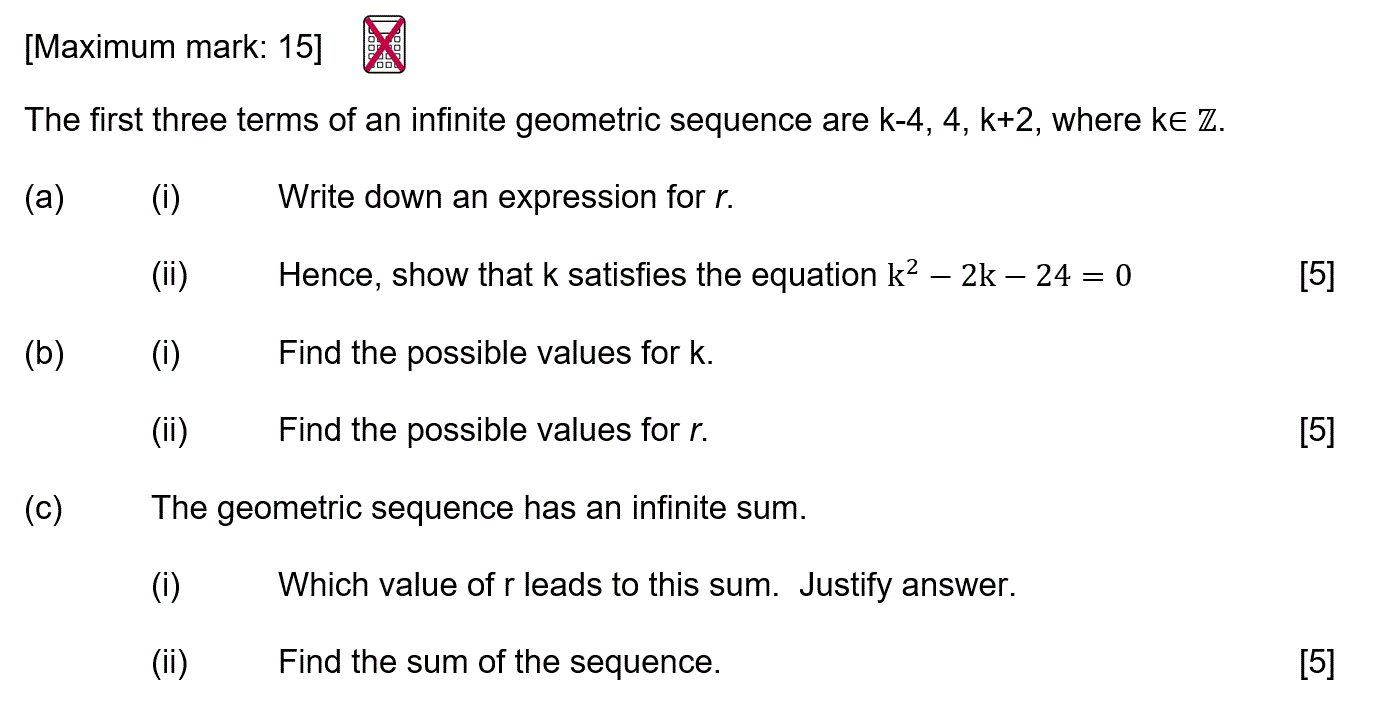 [Maximum mark: 15]
The first three terms of an infinite geometric sequence are k-4, 4, k+2, where k∈ ℤ.
(a) (i) Write down an expression for r.
(ii) Hence, show that k satisfies the equation k² − 2k − 24 = 0 [5]
(b) (i) Find the possible values for k.
(ii) Find the possible values for r. [5]
(c) The geometric sequence has an infinite sum.
(i) Which value of r leads to this sum. Justify answer.
(ii) Find the sum of the sequence. [5]